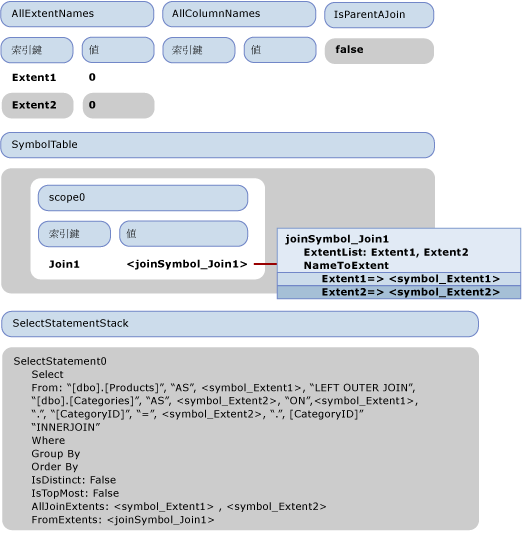 AllExtentNames
AllColumnNames
IsParentAJoin
索引鍵 值 索引鍵 值 false
Extent1 0
Extent2 0
SymbolTable
scope0
索引鍵 值
Join1 <joinSymbol_Join1>
joinSymbol_Join1
ExtentList: Extent1, Extent2
NameToExtent
Extent1=> <symbol_Extent1>
Extent2=> <symbol_Extent2>
SelectStatementStack
SelectStatement0
Select
From: “[dbo].[Products]”, “AS”, <symbol_Extent1>, “LEFT OUTER JOIN”,
“[dbo].[Categories]”, “AS”, <symbol_Extent2>, “ON”,<symbol_Extent1>,
“.”, “[CategoryID]”, “=”, <symbol_Extent2>, “.”, [CategoryID]”
“INNERJOIN”
Where
Group By
Order By
IsDistinct: False
IsTopMost: False
AllJoinExtents: <symbol_Extent1> , <symbol_Extent2>
FromExtents: <joinSymbol_Join1>